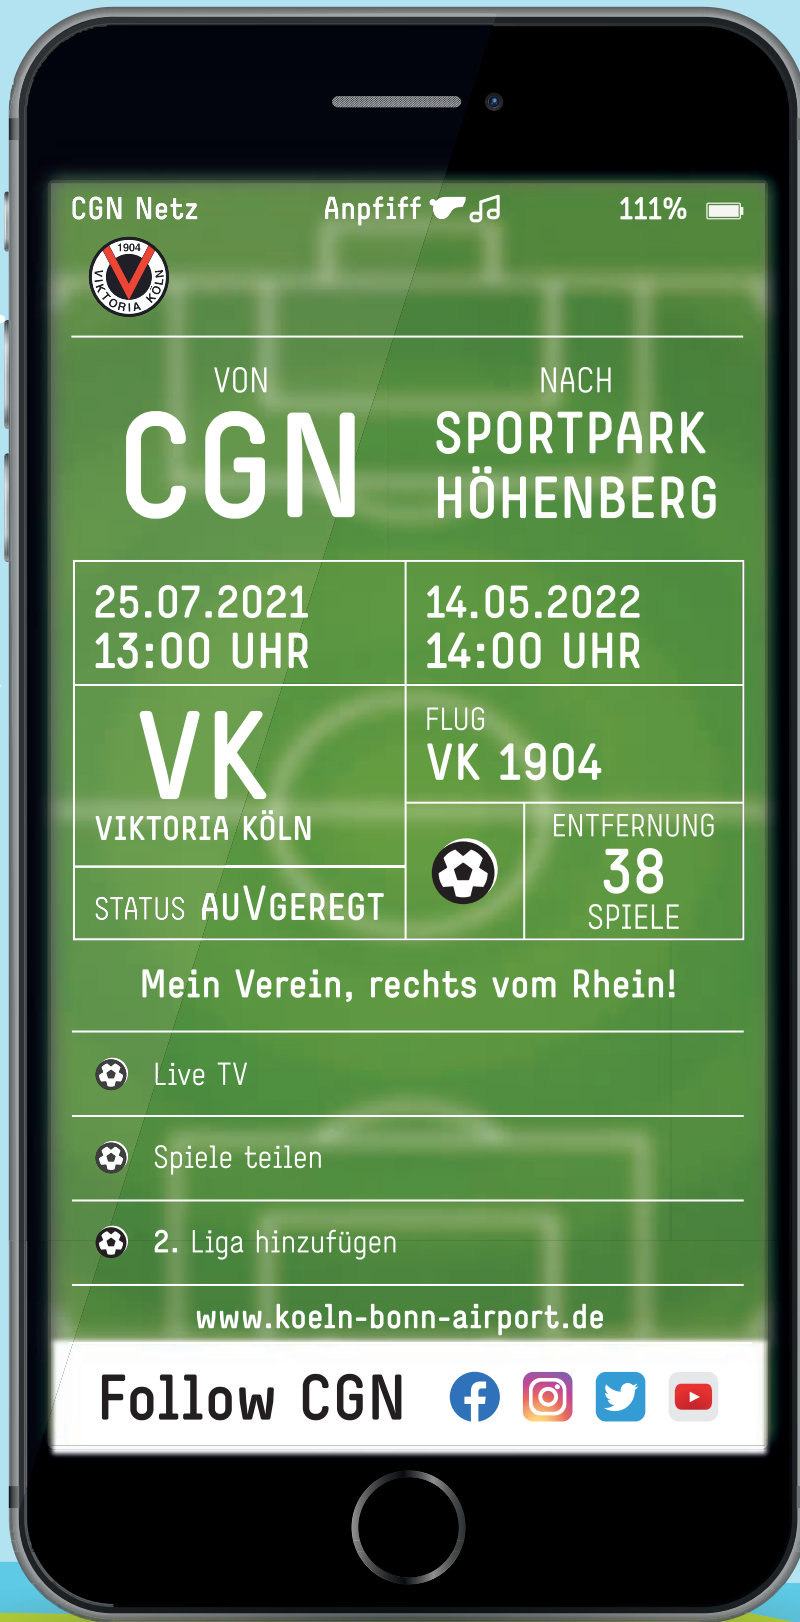 CGN Netz
Anpfiff
111%
1904
VIKTORIA KÖLN
VON
CGN
NACH
SPORTPARK
HÖHENBERG
25.07.2021
13:00 UHR
14.05.2022
14:00 UHR
VK
VIKTORIA KÖLN
FLUG
VK 1904
STATUS AUVGEREGT
ENTFERNUNG
38
SPIELE
Mein Verein, rechts vom Rhein!
Live TV
Spiele teilen
2. Liga hinzufügen
www.koeln-bonn-airport.de
Follow CGN